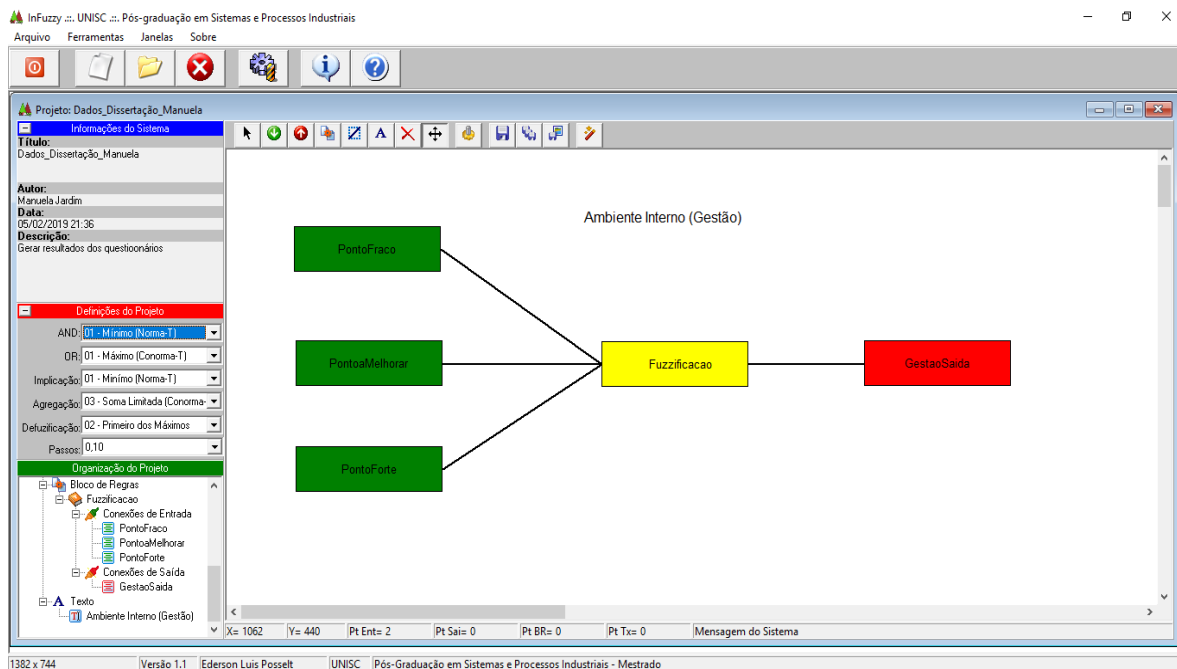 InFuzzy .::. UNISC .::. Pós-graduação em Sistemas e Processos Industriais
Arquivo Ferramentas Janelas Sobre
Projeto: Dados_Dissertação_Manuela
Informações do Sistema
Título:
Dados_Dissertação_Manuela
Autor:
Manuela Jardim
Data:
05/02/2019 21:36
Descrição:
Gerar resultados dos questioonários
Definições do Projeto
AND: 01 - Mínimo (Norma-T)
OR: 01 - Máximo (Conorma-T)
Implicação: 01 - Minímo (Norma-T)
Agregação: 03 - Soma Limitada (Conorma-
Defuzificação: 02 - Primeiro dos Máximos
Passos: 0,10
Organização do Projeto
Bloco de Regras
Fuzzificacao
Conexões de Entrada
PontoFraco
PontoaMelhorar
PontoForte
Conexões de Saída
GestaoSaida
A Texto
Ambiente Interno (Gestão)
A
Ambiente Interno (Gestão)
PontoFraco
PontoaMelhorar
Fuzzificacao
GestaoSaida
PontoForte
X= 1062 Y= 440 Pt Ent= 2 Pt Sai= 0 Pt BR= 0 Pt Tx= 0 Mensagem do Sistema
1382 x 744 Versão 1.1 Ederson Luis Posselt UNISC Pós-Graduação em Sistemas e Processos Industriais - Mestrado